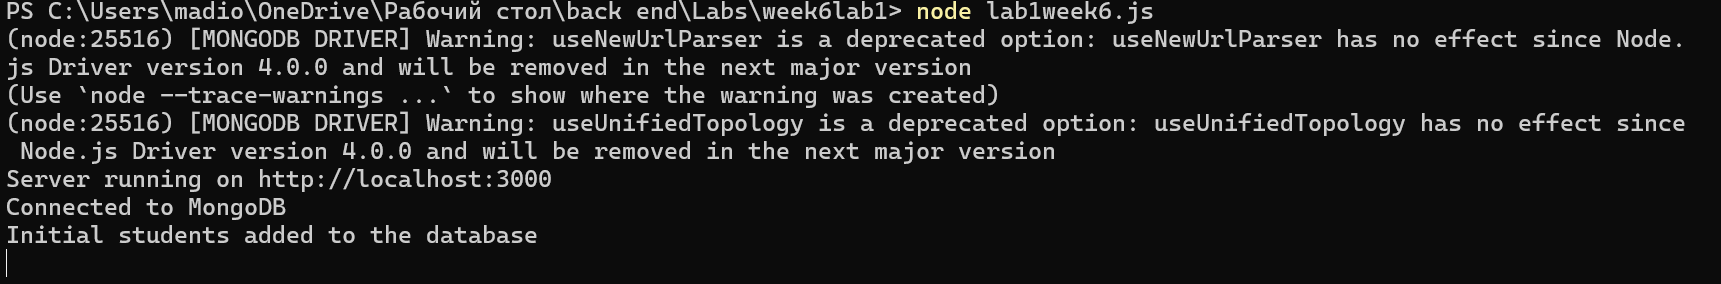 PS C:\Users\madio\OneDrive\Рабочий стол\back end\Labs\week6lab1> node lab1week6.js
(node:25516) [MONGODB DRIVER] Warning: useNewUrlParser is a deprecated option: useNewUrlParser has no effect since Node.
js Driver version 4.0.0 and will be removed in the next major version
(Use `node --trace-warnings ...` to show where the warning was created)
(node:25516) [MONGODB DRIVER] Warning: useUnifiedTopology is a deprecated option: useUnifiedTopology has no effect since
 Node.js Driver version 4.0.0 and will be removed in the next major version
Server running on http://localhost:3000
Connected to MongoDB
Initial students added to the database